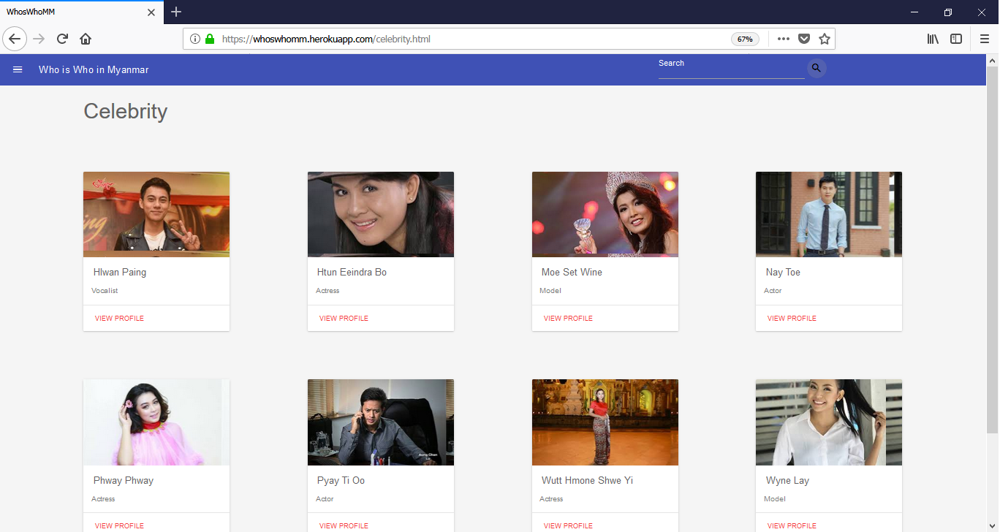 WhosWhoMM
https://whoswhomm.herokuapp.com/celebrity.html
67%
Who is Who in Myanmar
Search
Celebrity
Hlwan Paing
Vocalist
VIEW PROFILE
Htun Eeindra Bo
Actress
VIEW PROFILE
Moe Set Wine
Model
VIEW PROFILE
Nay Toe
Actor
VIEW PROFILE
Phway Phway
Actress
VIEW PROFILE
Aung Chan
Lu
Pyay Ti Oo
Actor
VIEW PROFILE
Wutt Hmone Shwe Yi
Actress
VIEW PROFILE
Wyne Lay
Model
VIEW PROFILE